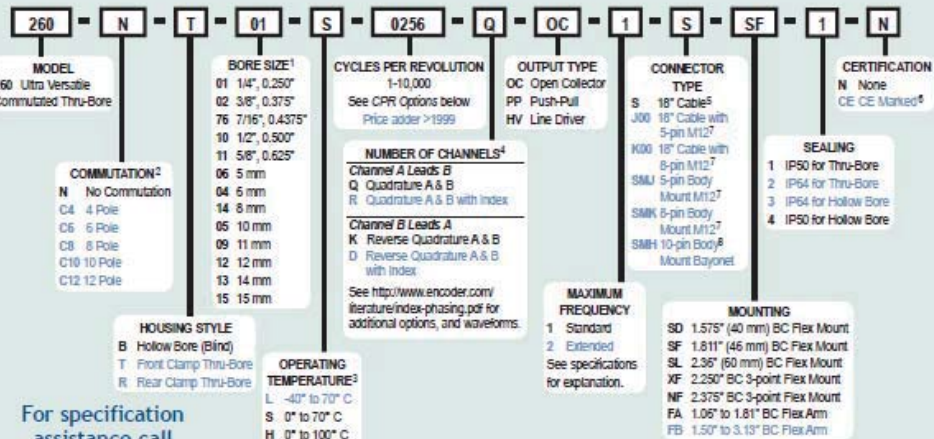 260 - N - T - 01 - S - 0256 - Q - OC - 1 - S - SF - 1 - N
MODEL
60 Ultra Versatile
Commutated Thru-Bore
COMMUTATION2
N No Commutation
C4 4 Pole
C6 6 Pole
C8 8 Pole
C10 10 Pole
C12 12 Pole
HOUSING STYLE
B Hollow Bore (Blind)
T Front Clamp Thru-Bore
R Rear Clamp Thru-Bore
BORE SIZE1
01 1/4", 0.250"
02 3/8", 0.375"
76 7/16", 0.4375"
10 1/2", 0.500"
11 5/8", 0.625"
06 5 mm
04 6 mm
14 8 mm
05 10 mm
09 11 mm
12 12 mm
13 14 mm
15 15 mm
OPERATING
TEMPERATURE3
L -40° to 70° C
S 0° to 70° C
H 0° to 100° C
CYCLES PER REVOLUTION
1-10,000
See CPR Options below
Price adder >1999
NUMBER OF CHANNELS4
Channel A Leads B
Q Quadrature A & B
R Quadrature A & B with Index
Channel B Leads A
K Reverse Quadrature A & B
D Reverse Quadrature A & B
with Index
See http://www.encoder.com/
literature/index-phasing.pdf for
additional options, and waveforms.
OUTPUT TYPE
OC Open Collector
PP Push-Pull
HV Line Driver
MAXIMUM
FREQUENCY
1 Standard
2 Extended
See specifications
for explanation.
CONNECTOR
TYPE
S 18" Cable5
J00 18" Cable with
5-pin M127
K00 18" Cable with
8-pin M127
SMJ 5-pin Body
Mount M127
SMK 8-pin Body
Mount M127
SMH 10-pin Body8
Mount Bayonet
MOUNTING
SD 1.575" (40 mm) BC Flex Mount
SF 1.811" (46 mm) BC Flex Mount
SL 2.36" (60 mm) BC Flex Mount
XF 2.250" BC 3-point Flex Mount
NF 2.375" BC 3-point Flex Mount
FA 1.06" to 1.81" BC Flex Arm
FB 1.50" to 3.13" BC Flex Arm
SEALING
1 IP50 for Thru-Bore
2 IP64 for Thru-Bore
3 IP64 for Hollow Bore
4 IP50 for Hollow Bore
CERTIFICATION
N None
CE CE Marked6
For specification
assistance call